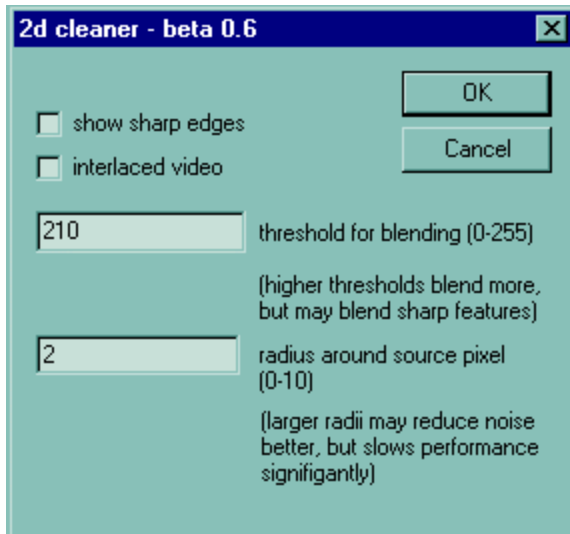 2d cleaner - beta 0.6
OK
show sharp edges
Cancel
interlaced video
210
threshold for blending (0-255)
(higher thresholds blend more,
but may blend sharp features)
2
radius around source pixel
(0-10)
(larger radii may reduce noise
better, but slows performance
signifigantly)